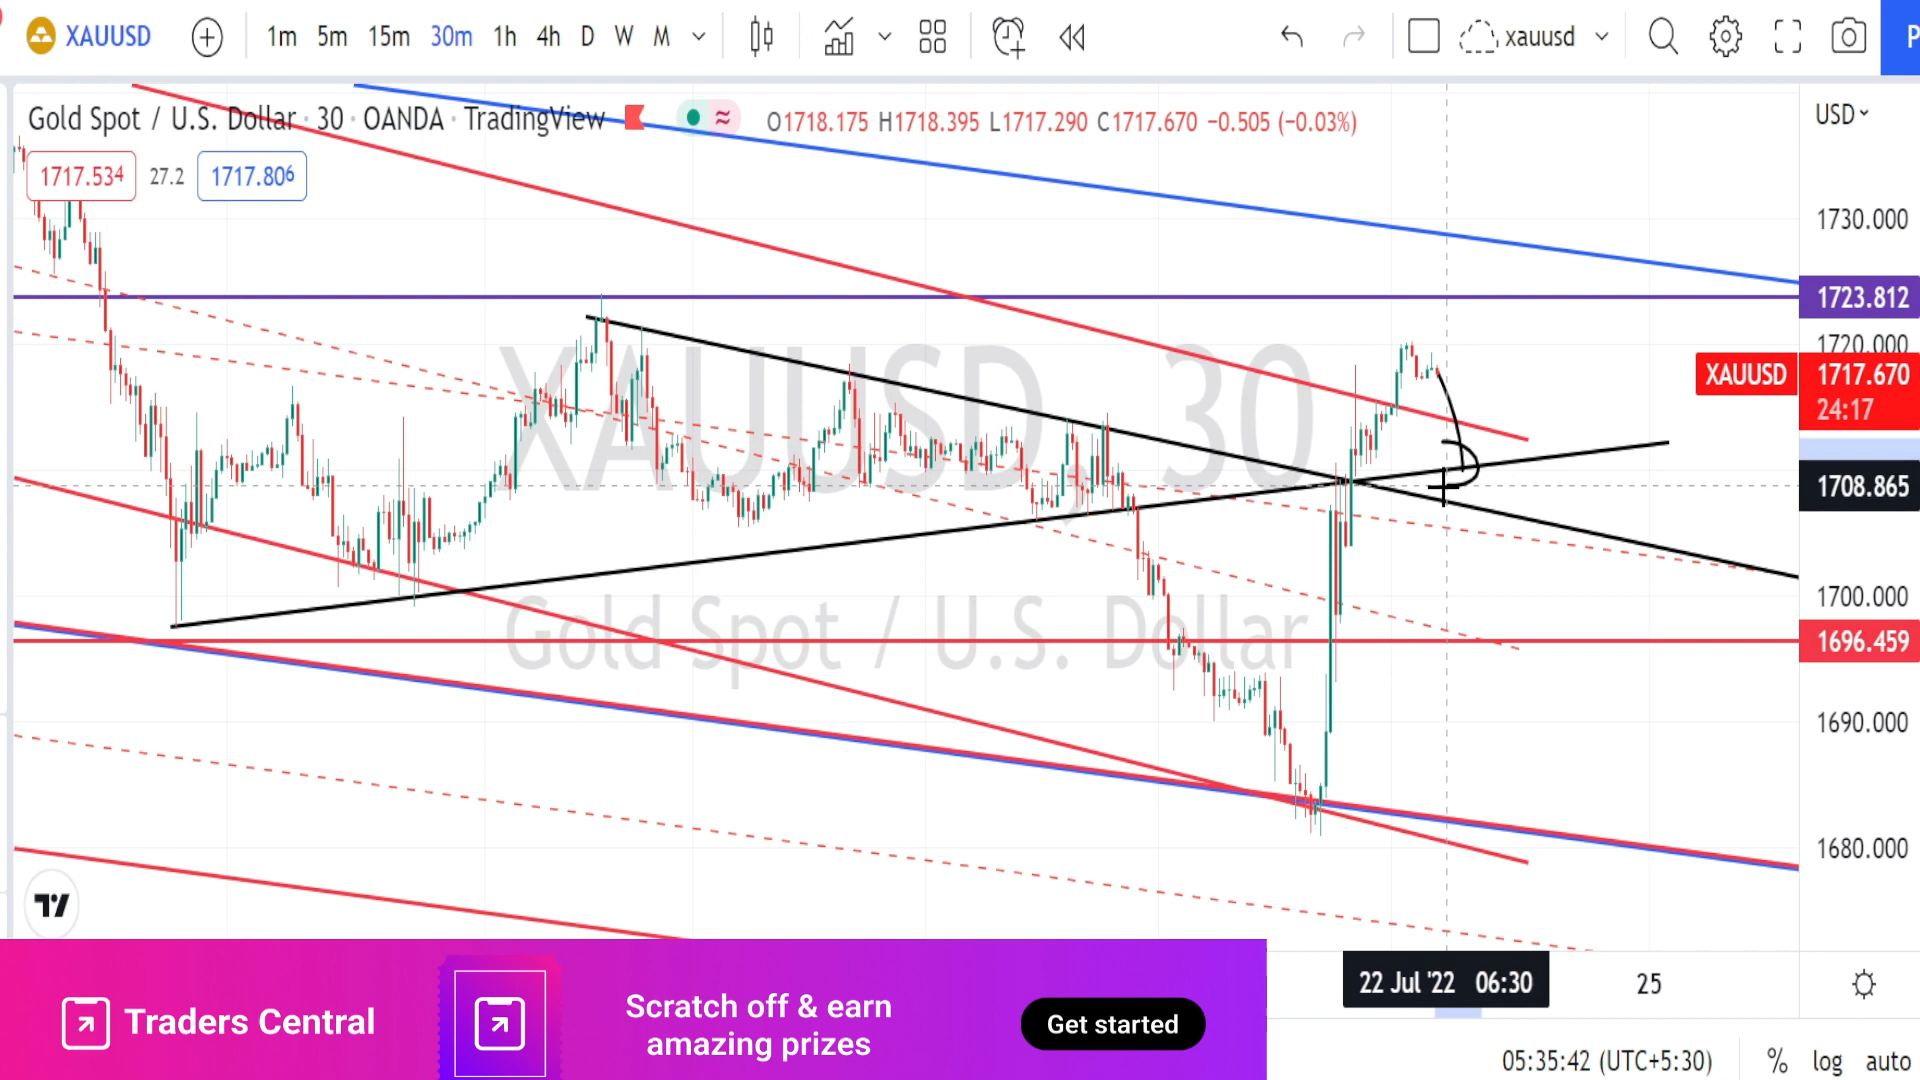 XAUUSD 1m 5m 15m 30m 1h 4h D W M xauusd P
Gold Spot / U.S. Dollar · 30 · OANDA · TradingView O1718.175 H1718.395 L1717.290 C1717.670 −0.505 (−0.03%) USD
1717.534 27.2 1717.806
1730.000
1723.812
1720.000
XAUUSD 1717.670
24:17
XAUUSD, 30
1708.865
1700.000
Gold Spot / U.S. Dollar
1696.459
1690.000
1680.000
22 Jul '22 06:30 25
Traders Central
Scratch off & earn
amazing prizes
Get started
05:35:42 (UTC+5:30) % log auto